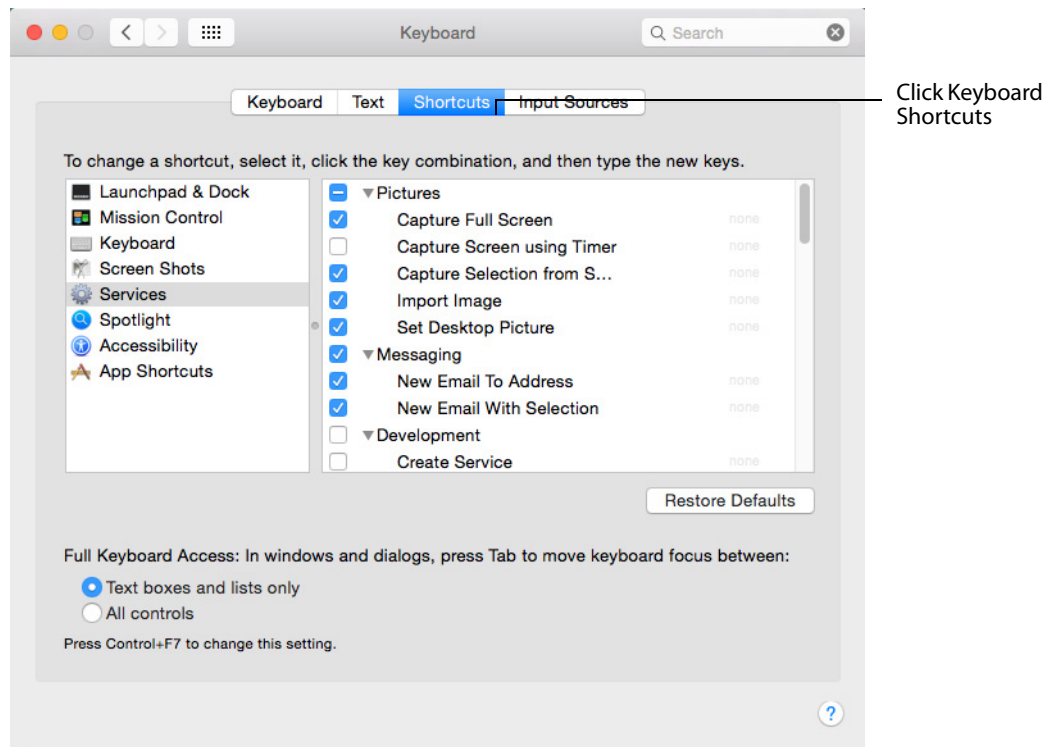 Keyboard
Search
Keyboard Text Shortcuts Input Sources
Click Keyboard
Shortcuts
To change a shortcut, select it, click the key combination, and then type the new keys.
Launchpad & Dock
Mission Control
Keyboard
Screen Shots
Services
Spotlight
Accessibility
App Shortcuts
Pictures
Capture Full Screen none
Capture Screen using Timer none
Capture Selection from S... none
Import Image none
Set Desktop Picture none
Messaging
New Email To Address none
New Email With Selection none
Development
Create Service none
Restore Defaults
Full Keyboard Access: In windows and dialogs, press Tab to move keyboard focus between:
Text boxes and lists only
All controls
Press Control+F7 to change this setting.
?